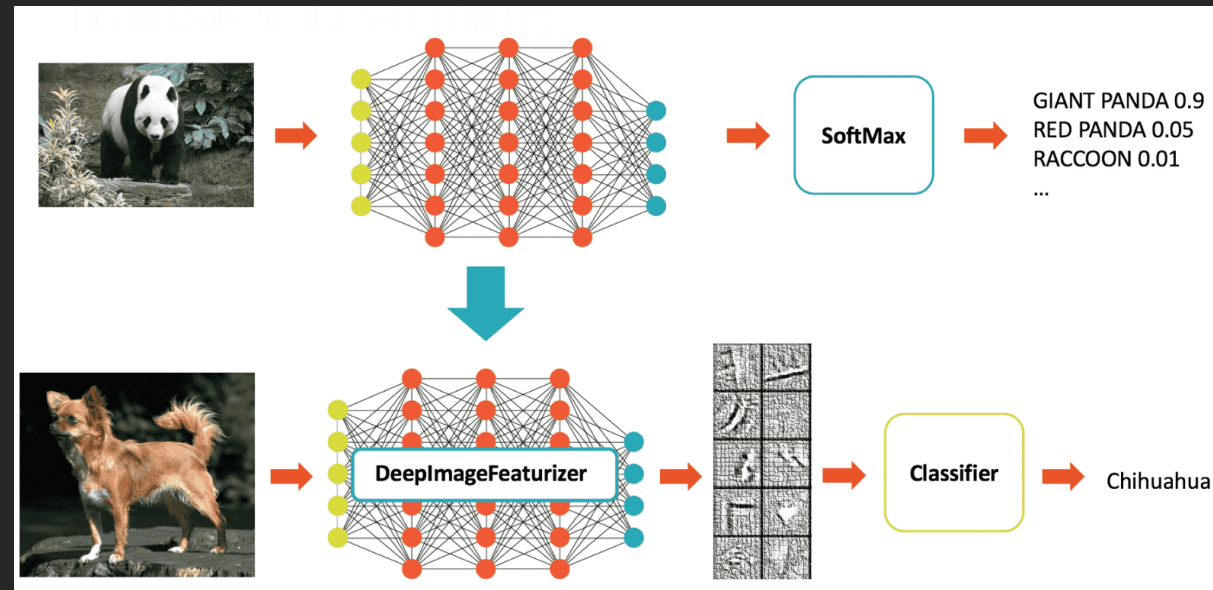 SoftMax
GIANT PANDA 0.9
RED PANDA 0.05
RACCOON 0.01
...
DeepImageFeaturizer
Classifier
Chihuahua